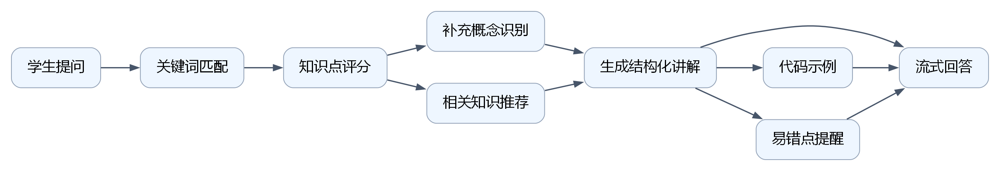 学生提问
关键词匹配
知识点评分
补充概念识别
相关知识推荐
生成结构化讲解
代码示例
易错点提醒
流式回答